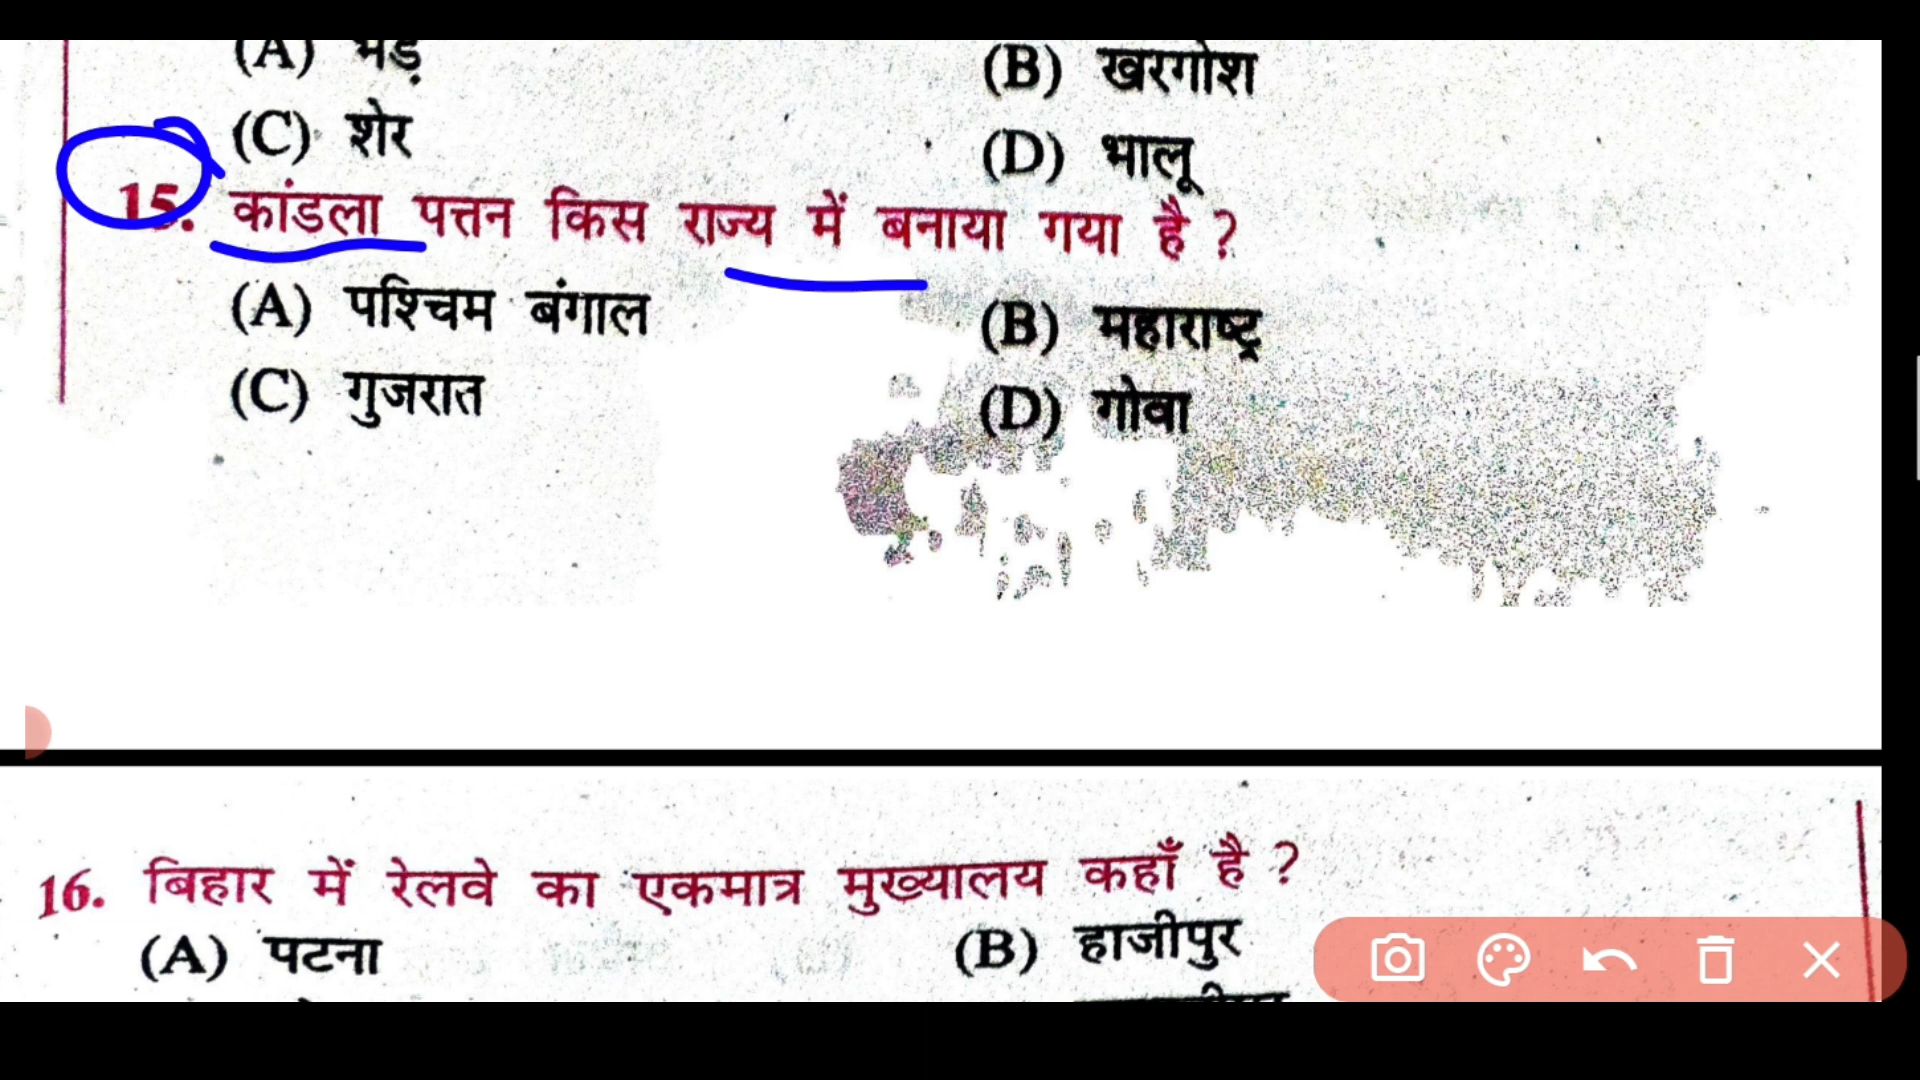 (A) भेड़
(B) खरगोश
(C) शेर
(D) भालू
15. कांडला पत्तन किस राज्य में बनाया गया है ?
(A) पश्चिम बंगाल
(B) महाराष्ट्र
(C) गुजरात
(D) गोवा
16. बिहार में रेलवे का एकमात्र मुख्यालय कहाँ है ?
(A) पटना
(B) हाजीपुर